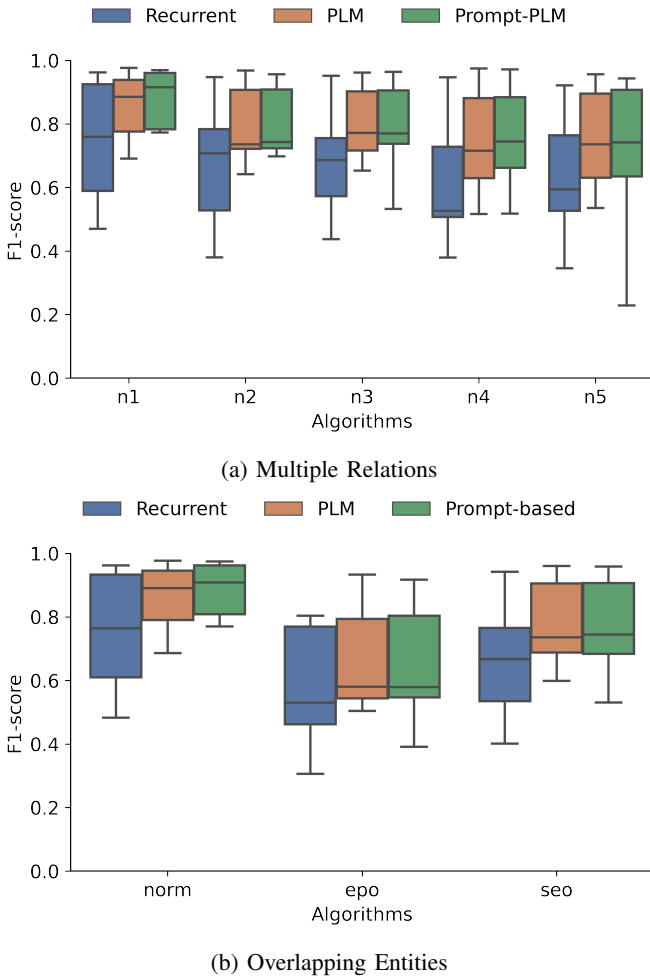 Recurrent PLM Prompt-PLM
1.0
0.8
0.6
0.4
0.2
0.0
F1-score
n1 n2 n3 n4 n5
Algorithms
(a) Multiple Relations
Recurrent PLM Prompt-based
1.0
0.8
0.6
0.4
0.2
0.0
F1-score
norm epo seo
Algorithms
(b) Overlapping Entities